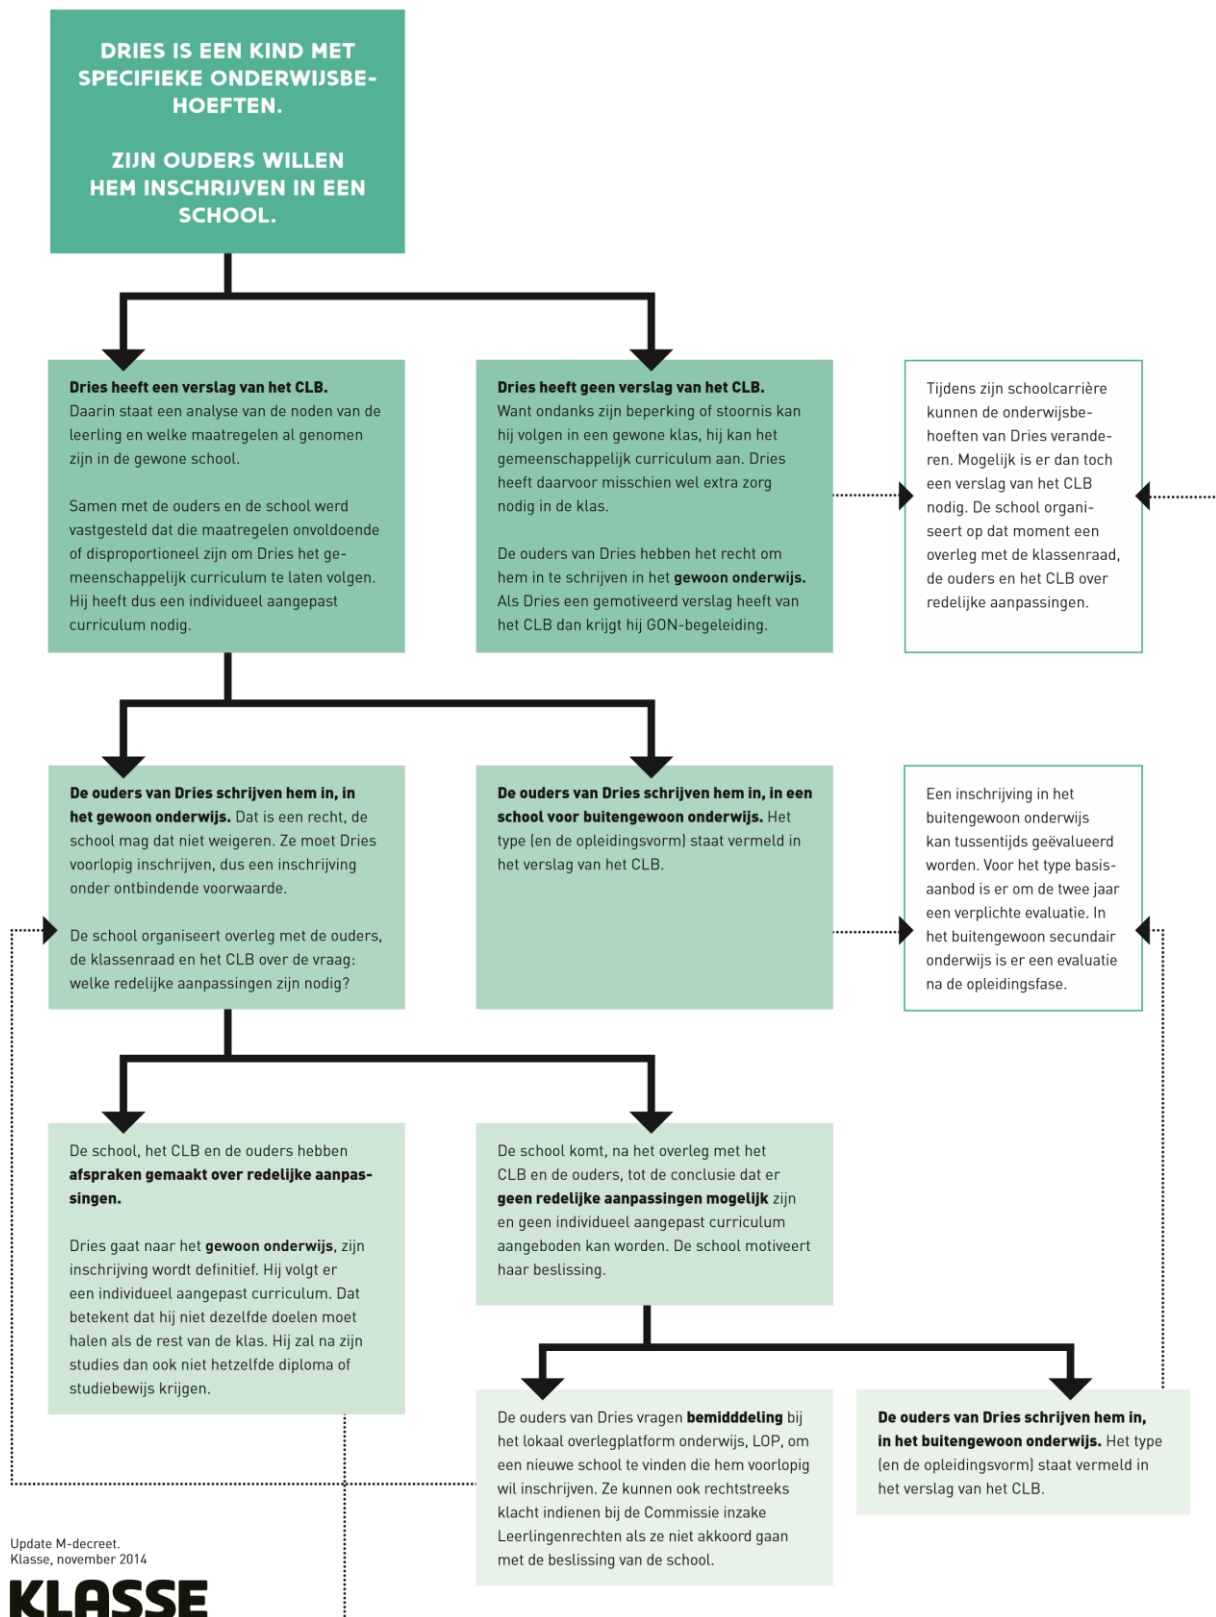 DRIES IS EEN KIND MET
SPECIFIEKE ONDERWIJSBE-
HOEFTEN.
ZIJN OUDERS WILLEN
HEM INSCHRIJVEN IN EEN
SCHOOL.
Dries heeft een verslag van het CLB.
Daarin staat een analyse van de noden van de
leerling en welke maatregelen al genomen
zijn in de gewone school.
Samen met de ouders en de school werd
vastgesteld dat die maatregelen onvoldoende
of disproportioneel zijn om Dries het ge-
meenschappelijk curriculum te laten volgen.
Hij heeft dus een individueel aangepast
curriculum nodig.
Dries heeft geen verslag van het CLB.
Want ondanks zijn beperking of stoornis kan
hij volgen in een gewone klas, hij kan het
gemeenschappelijk curriculum aan. Dries
heeft daarvoor misschien wel extra zorg
nodig in de klas.
De ouders van Dries hebben het recht om
hem in te schrijven in het gewoon onderwijs.
Als Dries een gemotiveerd verslag heeft van
het CLB dan krijgt hij GON-begeleiding.
Tijdens zijn schoolcarrière
kunnen de onderwijsbe-
hoeften van Dries verande-
ren. Mogelijk is er dan toch
een verslag van het CLB
nodig. De school organi-
seert op dat moment een
overleg met de klassenraad,
de ouders en het CLB over
redelijke aanpassingen.
De ouders van Dries schrijven hem in, in
het gewoon onderwijs. Dat is een recht, de
school mag dat niet weigeren. Ze moet Dries
voorlopig inschrijven, dus een inschrijving
onder ontbindende voorwaarde.
De school organiseert overleg met de ouders,
de klassenraad en het CLB over de vraag:
welke redelijke aanpassingen zijn nodig?
De ouders van Dries schrijven hem in, in een
school voor buitengewoon onderwijs. Het
type (en de opleidingsvorm) staat vermeld in
het verslag van het CLB.
Een inschrijving in het
buitengewoon onderwijs
kan tussentijds geëvalueerd
worden. Voor het type basis-
aanbod is er om de twee jaar
een verplichte evaluatie. In
het buitengewoon secundair
onderwijs is er een evaluatie
na de opleidingsfase.
De school, het CLB en de ouders hebben
afspraken gemaakt over redelijke aanpas-
singen.
Dries gaat naar het gewoon onderwijs, zijn
inschrijving wordt definitief. Hij volgt er
een individueel aangepast curriculum. Dat
betekent dat hij niet dezelfde doelen moet
halen als de rest van de klas. Hij zal na zijn
studies dan ook niet hetzelfde diploma of
studiebewijs krijgen.
De school komt, na het overleg met het
CLB en de ouders, tot de conclusie dat er
geen redelijke aanpassingen mogelijk zijn
en geen individueel aangepast curriculum
aangeboden kan worden. De school motiveert
haar beslissing.
De ouders van Dries vragen bemidddeling bij
het lokaal overlegplatform onderwijs, LOP, om
een nieuwe school te vinden die hem voorlopig
wil inschrijven. Ze kunnen ook rechtstreeks
klacht indienen bij de Commissie inzake
Leerlingenrechten als ze niet akkoord gaan
met de beslissing van de school.
De ouders van Dries schrijven hem in,
in het buitengewoon onderwijs. Het type
(en de opleidingsvorm) staat vermeld in
het verslag van het CLB.
Update M-decreet.
Klasse, november 2014
KLASSE